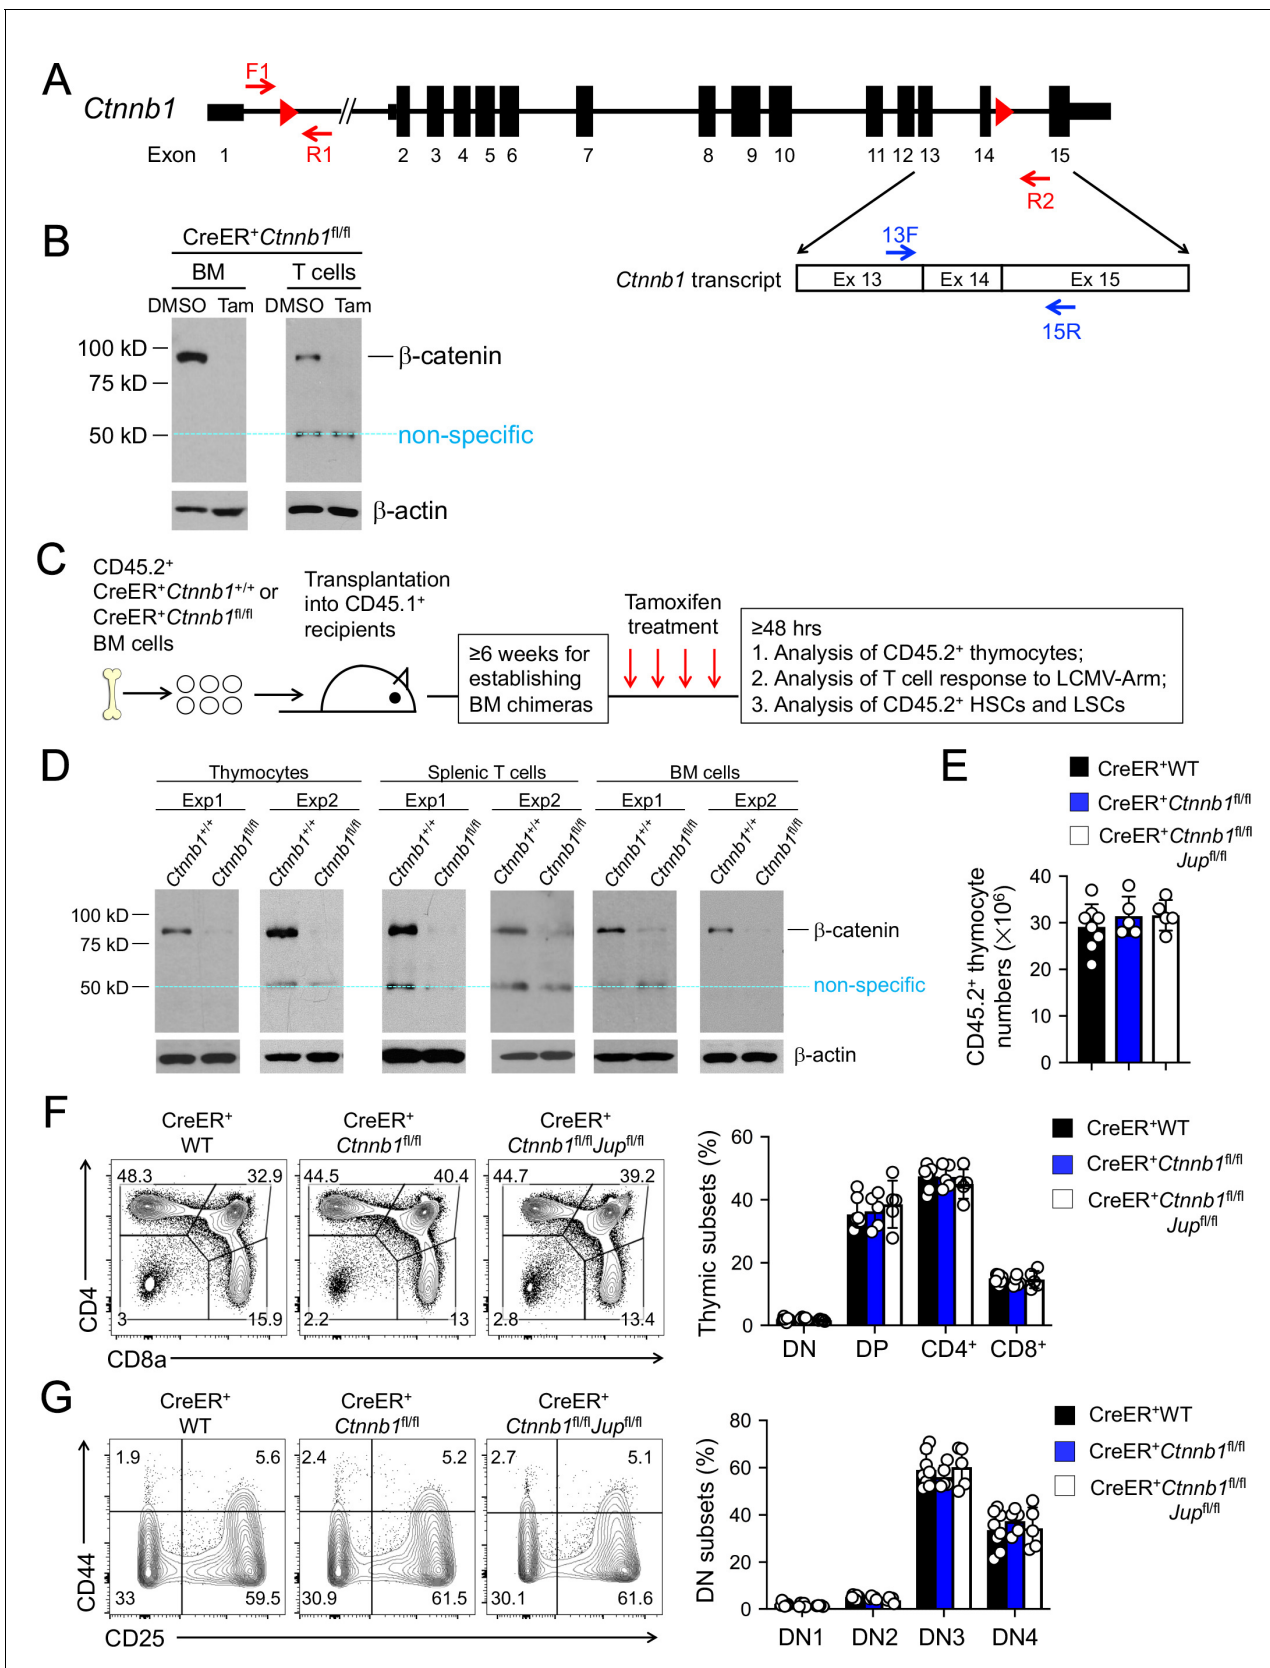 A
F1
Ctnnb1
R1
Exon 1 2 3 4 5 6 7 8 9 10 11 12 13 14 15
R2
13F
Ctnnb1 transcript Ex 13 Ex 14 Ex 15
15R
B
CreER+Ctnnb1fl/fl
BM T cells
DMSO Tam DMSO Tam
100 kD
β-catenin
75 kD
50 kD non-specific
β-actin
C
CD45.2+
CreER+Ctnnb1+/+ or
CreER+Ctnnb1fl/fl
BM cells
Transplantation
into CD45.1+
recipients
≥6 weeks for
establishing
BM chimeras
Tamoxifen
treatment
≥48 hrs
1. Analysis of CD45.2+ thymocytes;
2. Analysis of T cell response to LCMV-Arm;
3. Analysis of CD45.2+ HSCs and LSCs
D
Thymocytes Splenic T cells BM cells
Exp1 Exp2 Exp1 Exp2 Exp1 Exp2
Ctnnb1+/+ Ctnnb1fl/fl Ctnnb1+/+ Ctnnb1fl/fl Ctnnb1+/+ Ctnnb1fl/fl Ctnnb1+/+ Ctnnb1fl/fl Ctnnb1+/+ Ctnnb1fl/fl Ctnnb1+/+ Ctnnb1fl/fl
100 kD
β-catenin
75 kD
50 kD non-specific
β-actin
E
CreER+WT
CreER+Ctnnb1fl/fl
CreER+Ctnnb1fl/fl
Jupfl/fl
CD45.2+ thymocyte
numbers (×10⁶)
40
30
20
10
0
F
CreER+
WT
CreER+
Ctnnb1fl/fl
CreER+
Ctnnb1fl/fl Jupfl/fl
48.3 32.9 44.5 40.4 44.7 39.2
3 15.9 2.2 13 2.8 13.4
CD4
CD8a
Thymic subsets (%)
60
40
20
0
DN DP CD4+ CD8+
CreER+WT
CreER+Ctnnb1fl/fl
CreER+Ctnnb1fl/fl
Jupfl/fl
G
CreER+
WT
CreER+
Ctnnb1fl/fl
CreER+
Ctnnb1fl/fl Jupfl/fl
1.9 5.6 2.4 5.2 2.7 5.1
33 59.5 30.9 61.5 30.1 61.6
CD44
CD25
DN subsets (%)
80
60
40
20
0
DN1 DN2 DN3 DN4
CreER+WT
CreER+Ctnnb1fl/fl
CreER+Ctnnb1fl/fl
Jupfl/fl